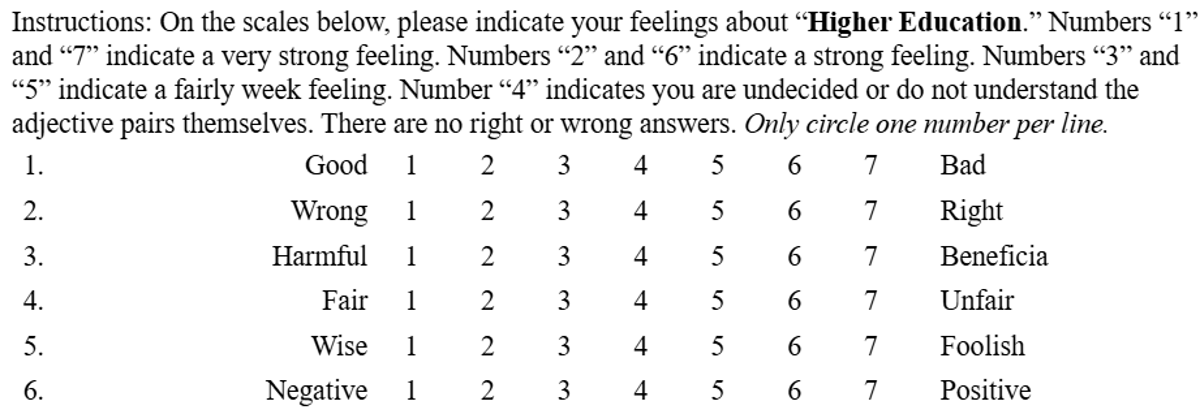 Instructions: On the scales below, please indicate your feelings about “Higher Education.” Numbers “1”
and “7” indicate a very strong feeling. Numbers “2” and “6” indicate a strong feeling. Numbers “3” and
“5” indicate a fairly week feeling. Number “4” indicates you are undecided or do not understand the
adjective pairs themselves. There are no right or wrong answers. Only circle one number per line.
1. Good 1 2 3 4 5 6 7 Bad
2. Wrong 1 2 3 4 5 6 7 Right
3. Harmful 1 2 3 4 5 6 7 Beneficia
4. Fair 1 2 3 4 5 6 7 Unfair
5. Wise 1 2 3 4 5 6 7 Foolish
6. Negative 1 2 3 4 5 6 7 Positive